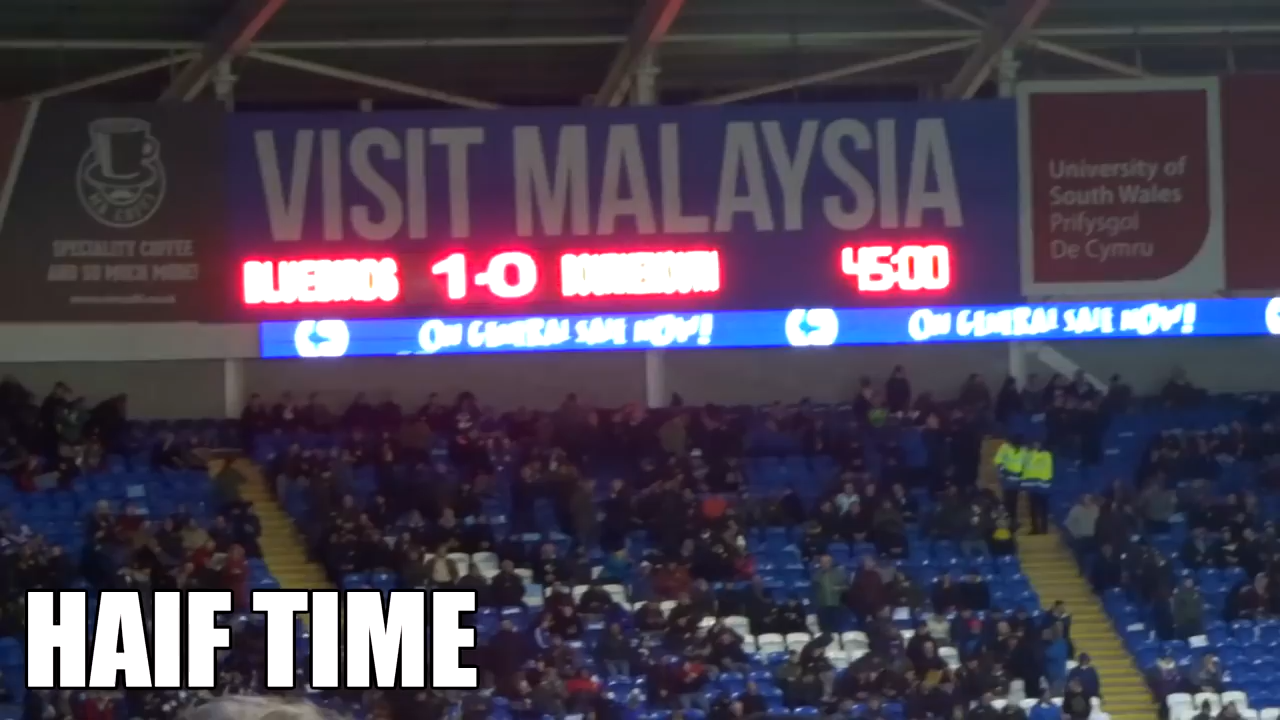 VISIT MALAYSIA
University of
South Wales
Prifysgol
De Cymru
SPECIALITY COFFEE
AND SO MUCH MORE!
BLUEBIRDS 1-0 BOURNEMOUTH 45:00
ON GENERAL SALE NOW! ON GENERAL SALE NOW!
HAIF TIME